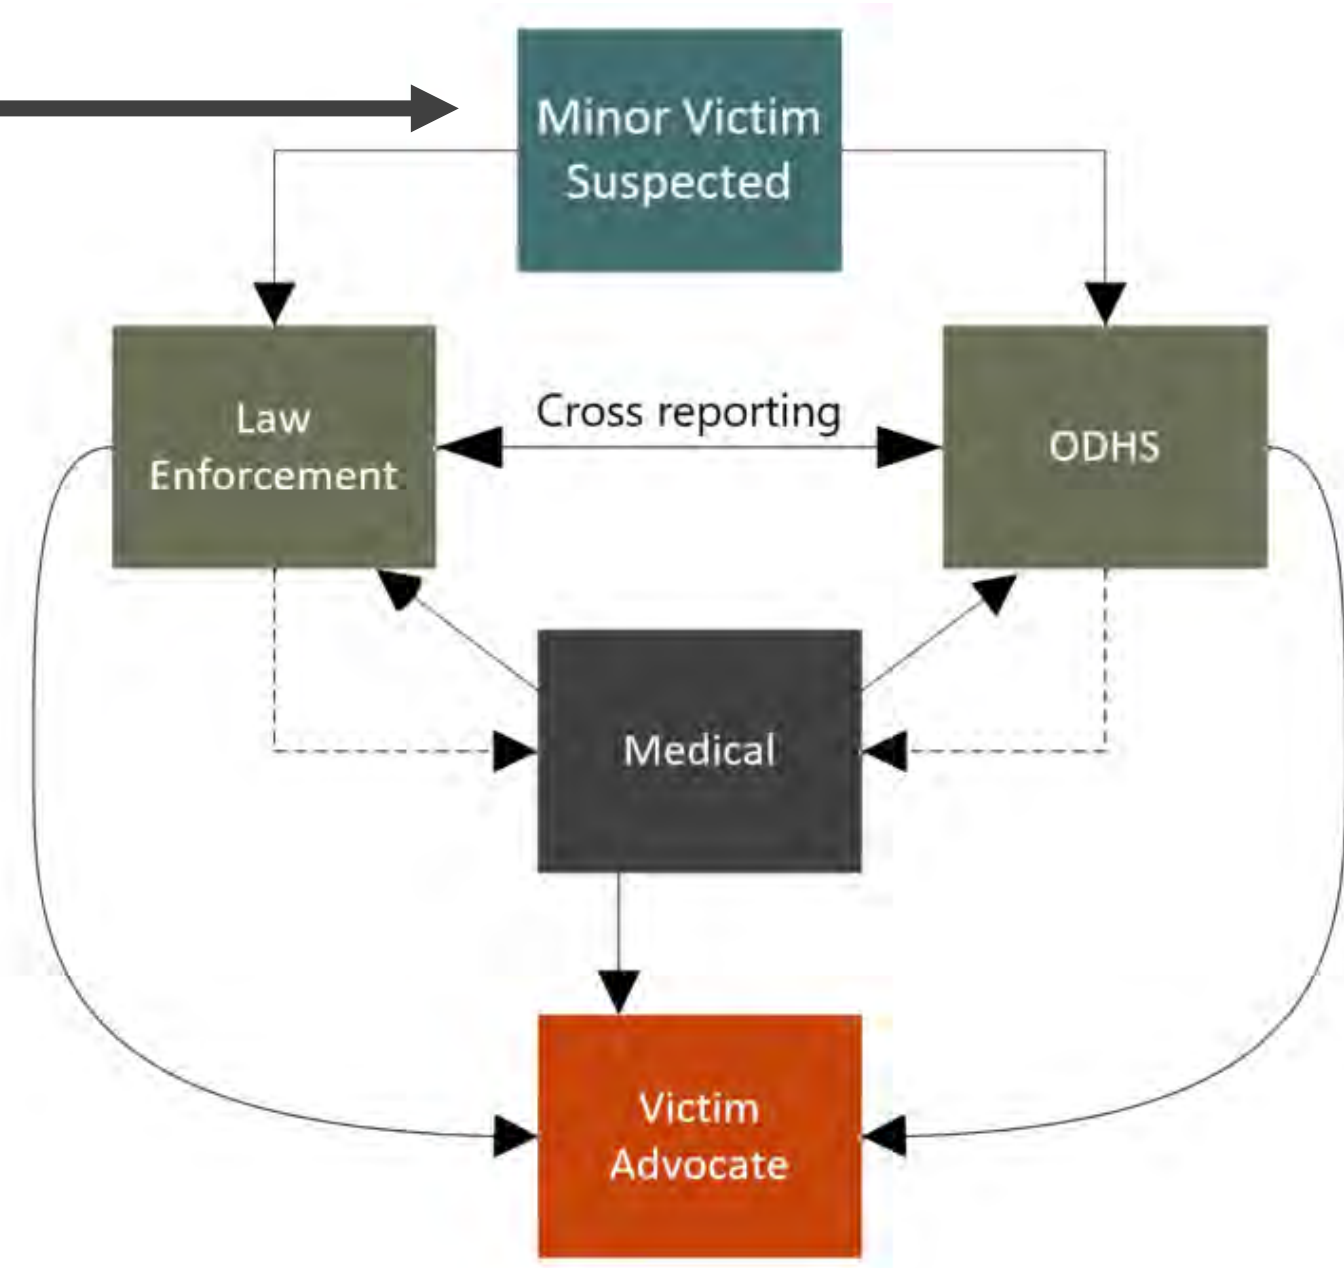 Minor Victim
Suspected
Law
Enforcement
Cross reporting
ODHS
Medical
Victim
Advocate